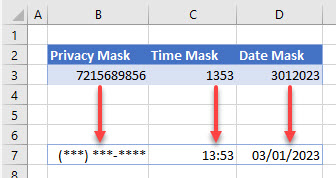 A B C D
1
2 Privacy Mask Time Mask Date Mask
3 7215689856 1353 3012023
4
5
6
7 (***) ***-**** 13:53 03/01/2023
8